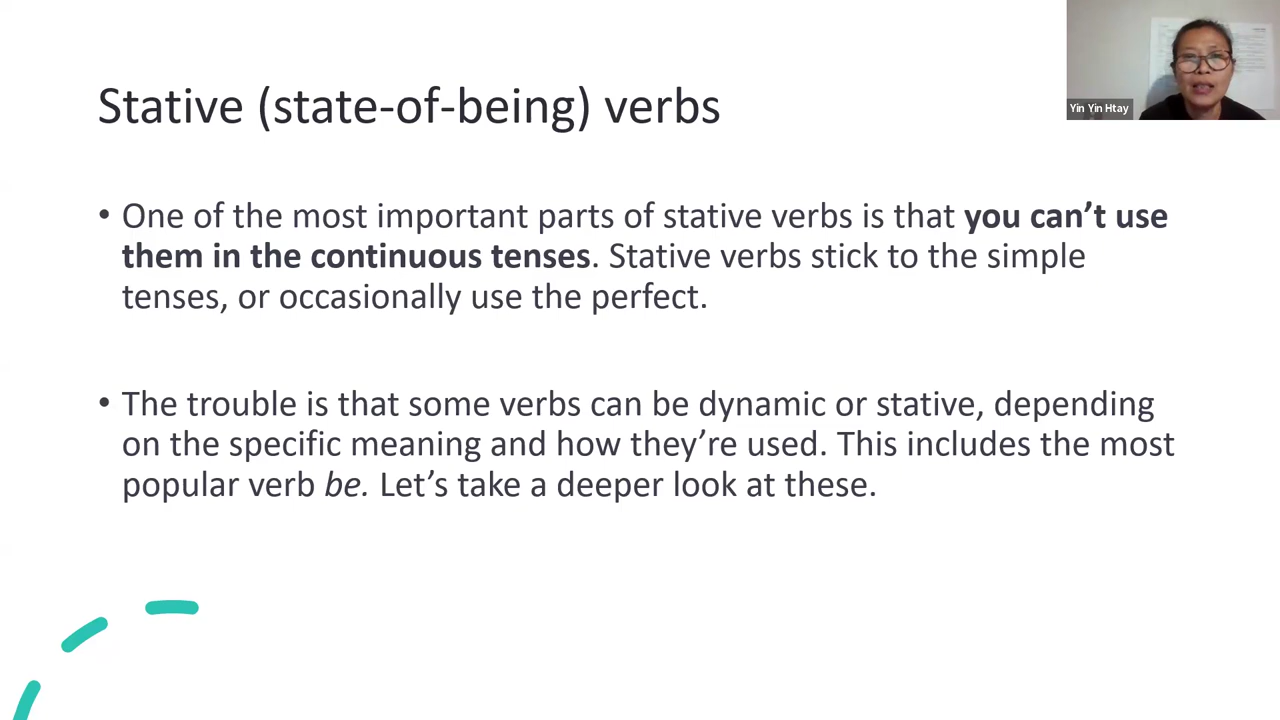 Stative (state-of-being) verbs
Yin Yin Htay
• One of the most important parts of stative verbs is that you can’t use
them in the continuous tenses. Stative verbs stick to the simple
tenses, or occasionally use the perfect.
• The trouble is that some verbs can be dynamic or stative, depending
on the specific meaning and how they’re used. This includes the most
popular verb be. Let’s take a deeper look at these.